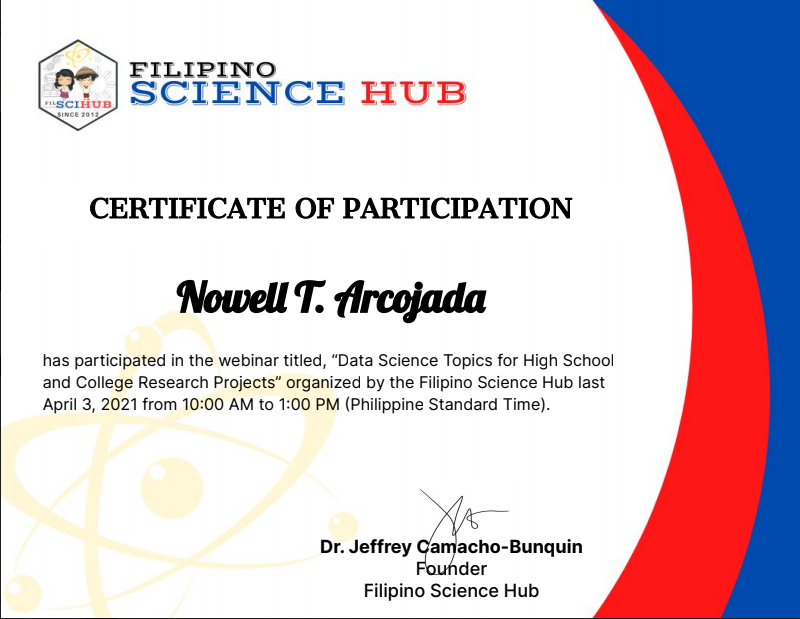 FILSCIHUB
SINCE 2012
FILIPINO
SCIENCE HUB
CERTIFICATE OF PARTICIPATION
Nowell T. Arcojada
has participated in the webinar titled, “Data Science Topics for High School
and College Research Projects” organized by the Filipino Science Hub last
April 3, 2021 from 10:00 AM to 1:00 PM (Philippine Standard Time).
Dr. Jeffrey Camacho-Bunquin
Founder
Filipino Science Hub